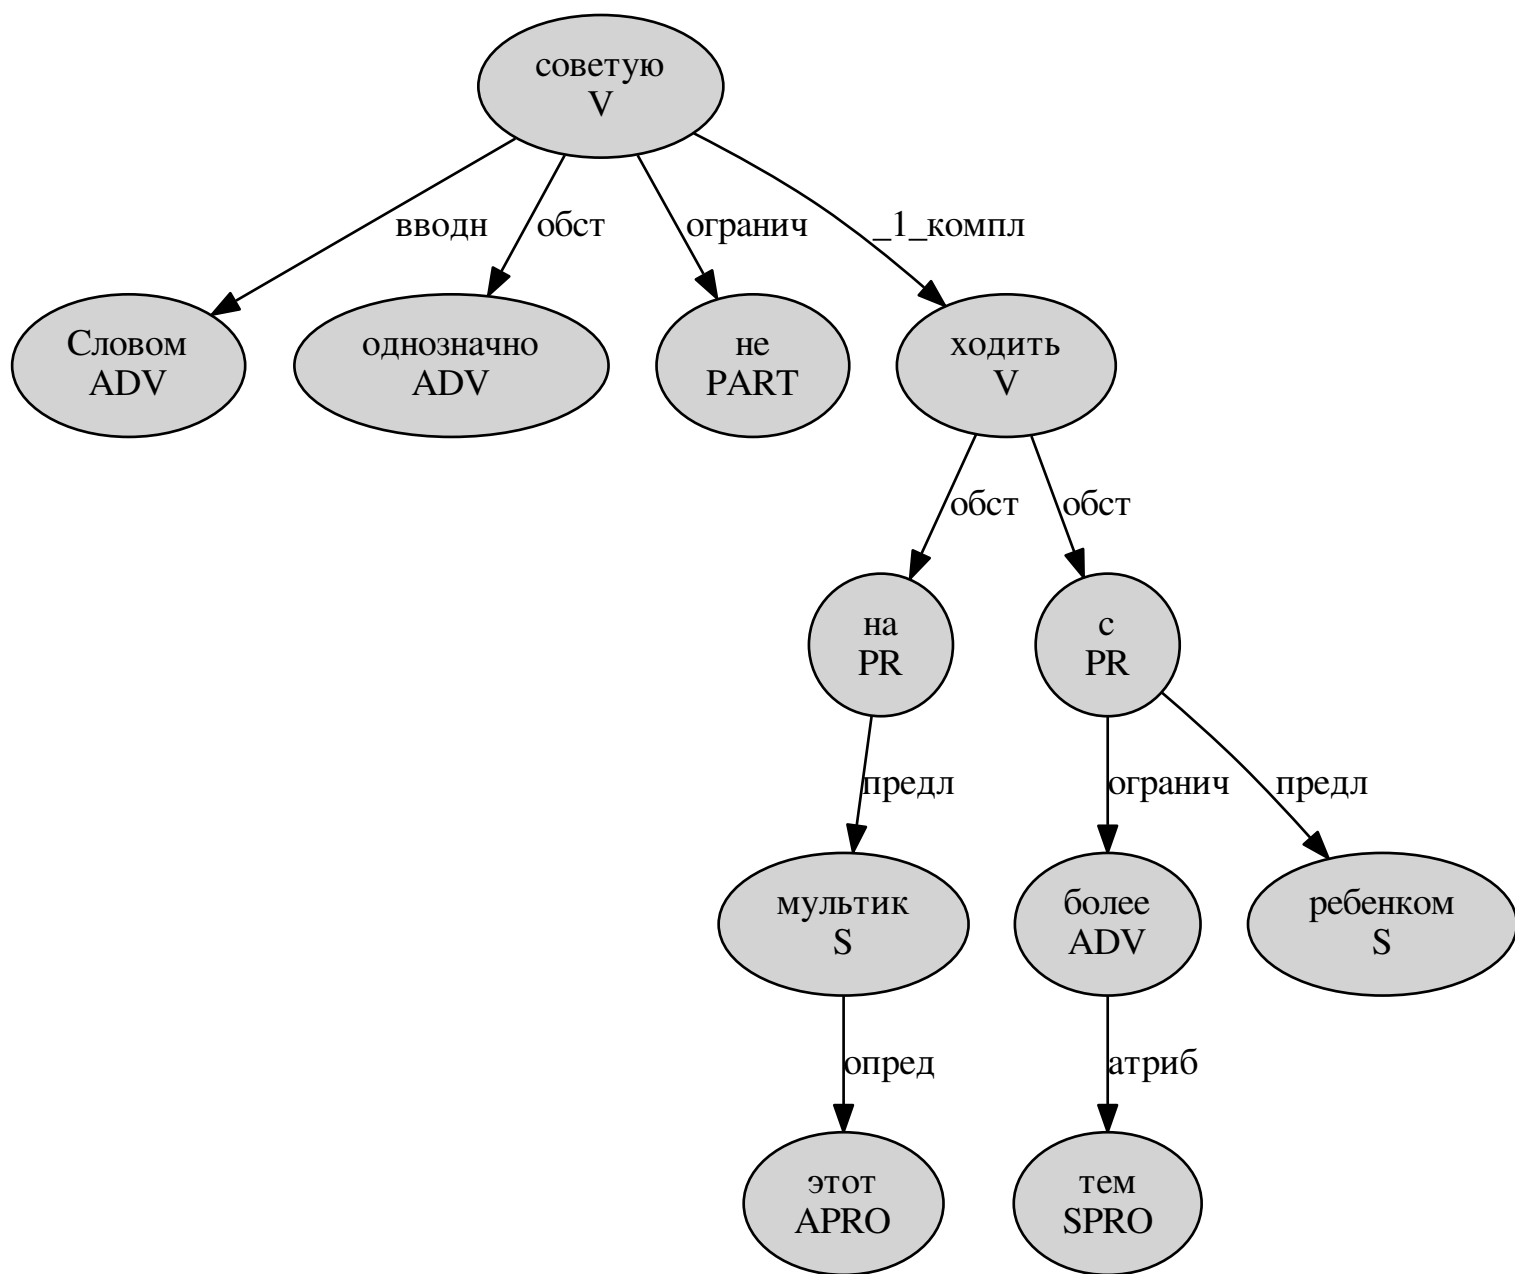 советую
V
вводн
обст
огранич
_1_компл
Словом
ADV
однозначно
ADV
не
PART
ходить
V
обст
обст
на
PR
с
PR
предл
огранич
предл
мультик
S
более
ADV
ребенком
S
опред
атриб
этот
APRO
тем
SPRO